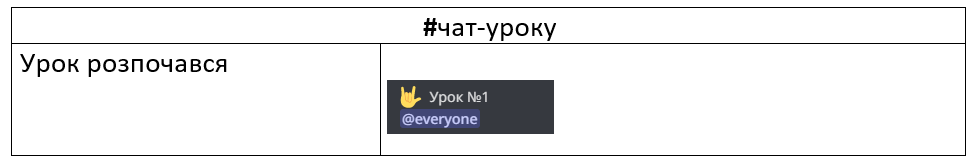 #чат-уроку
Урок розпочався
🤟 Урок №1
@everyone